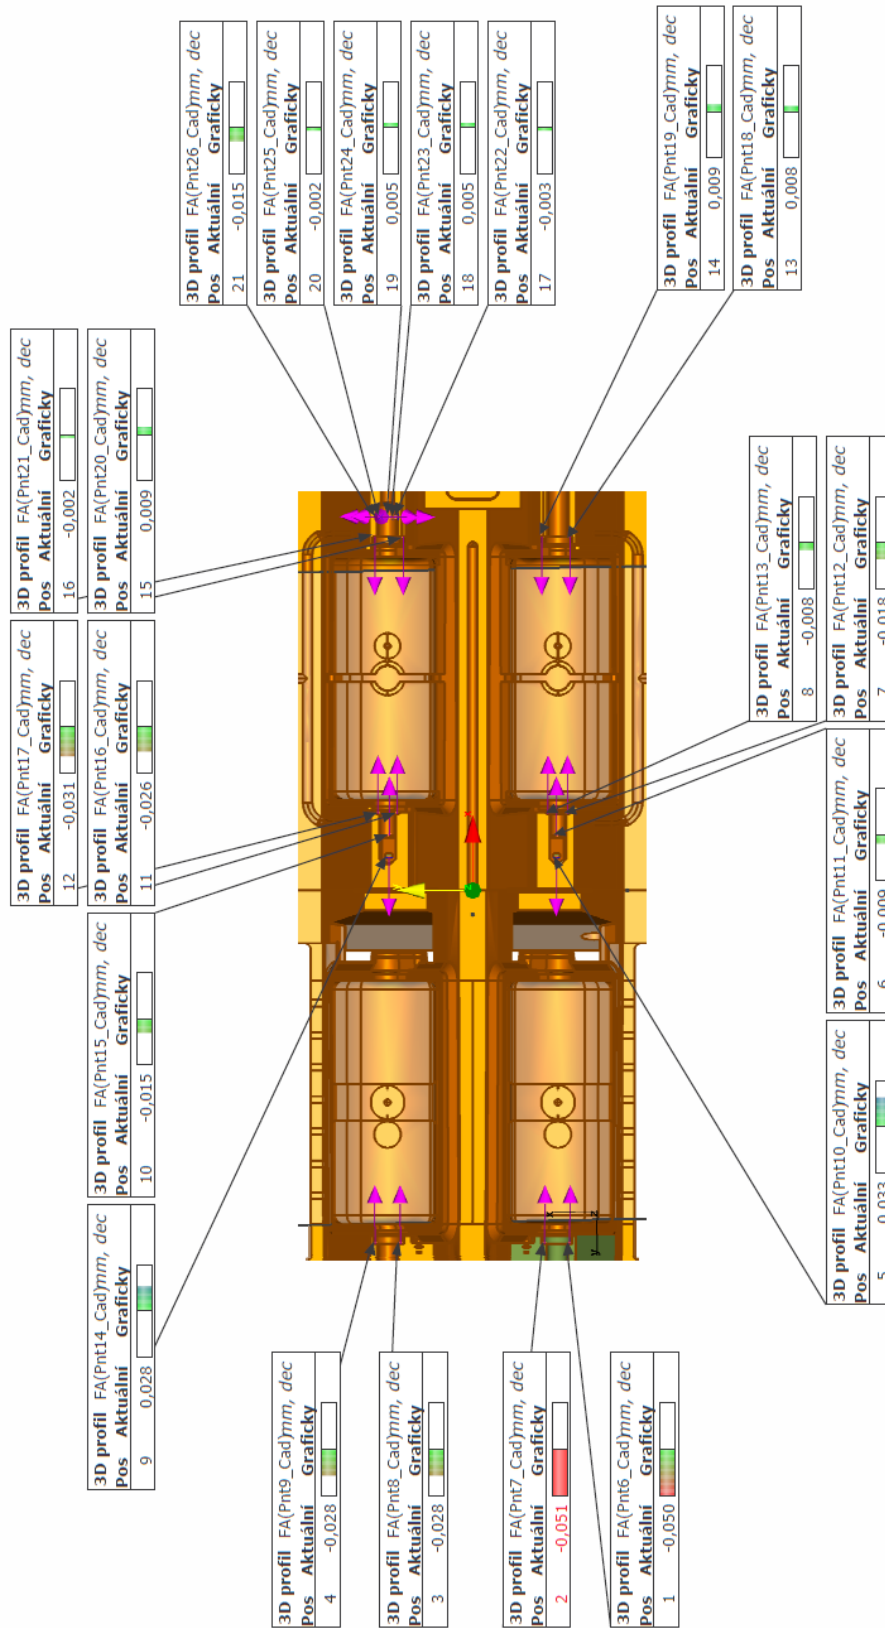 3D profil FA(Pnt17_Cad)mm, dec
Pos Aktuální Graficky
12 -0,031
3D profil FA(Pnt21_Cad)mm, dec
Pos Aktuální Graficky
16 -0,002
3D profil FA(Pnt14_Cad)mm, dec
Pos Aktuální Graficky
9 0,028
3D profil FA(Pnt15_Cad)mm, dec
Pos Aktuální Graficky
10 -0,015
3D profil FA(Pnt16_Cad)mm, dec
Pos Aktuální Graficky
11 -0,026
3D profil FA(Pnt20_Cad)mm, dec
Pos Aktuální Graficky
15 0,009
3D profil FA(Pnt26_Cad)mm, dec
Pos Aktuální Graficky
21 -0,015
3D profil FA(Pnt25_Cad)mm, dec
Pos Aktuální Graficky
20 -0,002
3D profil FA(Pnt9_Cad)mm, dec
Pos Aktuální Graficky
4 -0,028
3D profil FA(Pnt24_Cad)mm, dec
Pos Aktuální Graficky
19 0,005
3D profil FA(Pnt8_Cad)mm, dec
Pos Aktuální Graficky
3 -0,028
3D profil FA(Pnt23_Cad)mm, dec
Pos Aktuální Graficky
18 0,005
3D profil FA(Pnt22_Cad)mm, dec
Pos Aktuální Graficky
17 -0,003
3D profil FA(Pnt7_Cad)mm, dec
Pos Aktuální Graficky
2 -0,051
3D profil FA(Pnt6_Cad)mm, dec
Pos Aktuální Graficky
1 -0,050
3D profil FA(Pnt19_Cad)mm, dec
Pos Aktuální Graficky
14 0,009
3D profil FA(Pnt18_Cad)mm, dec
Pos Aktuální Graficky
13 0,008
3D profil FA(Pnt13_Cad)mm, dec
Pos Aktuální Graficky
8 -0,008
3D profil FA(Pnt10_Cad)mm, dec
Pos Aktuální Graficky
5 0,033
3D profil FA(Pnt11_Cad)mm, dec
Pos Aktuální Graficky
6 -0,009
3D profil FA(Pnt12_Cad)mm, dec
Pos Aktuální Graficky
7 -0,018